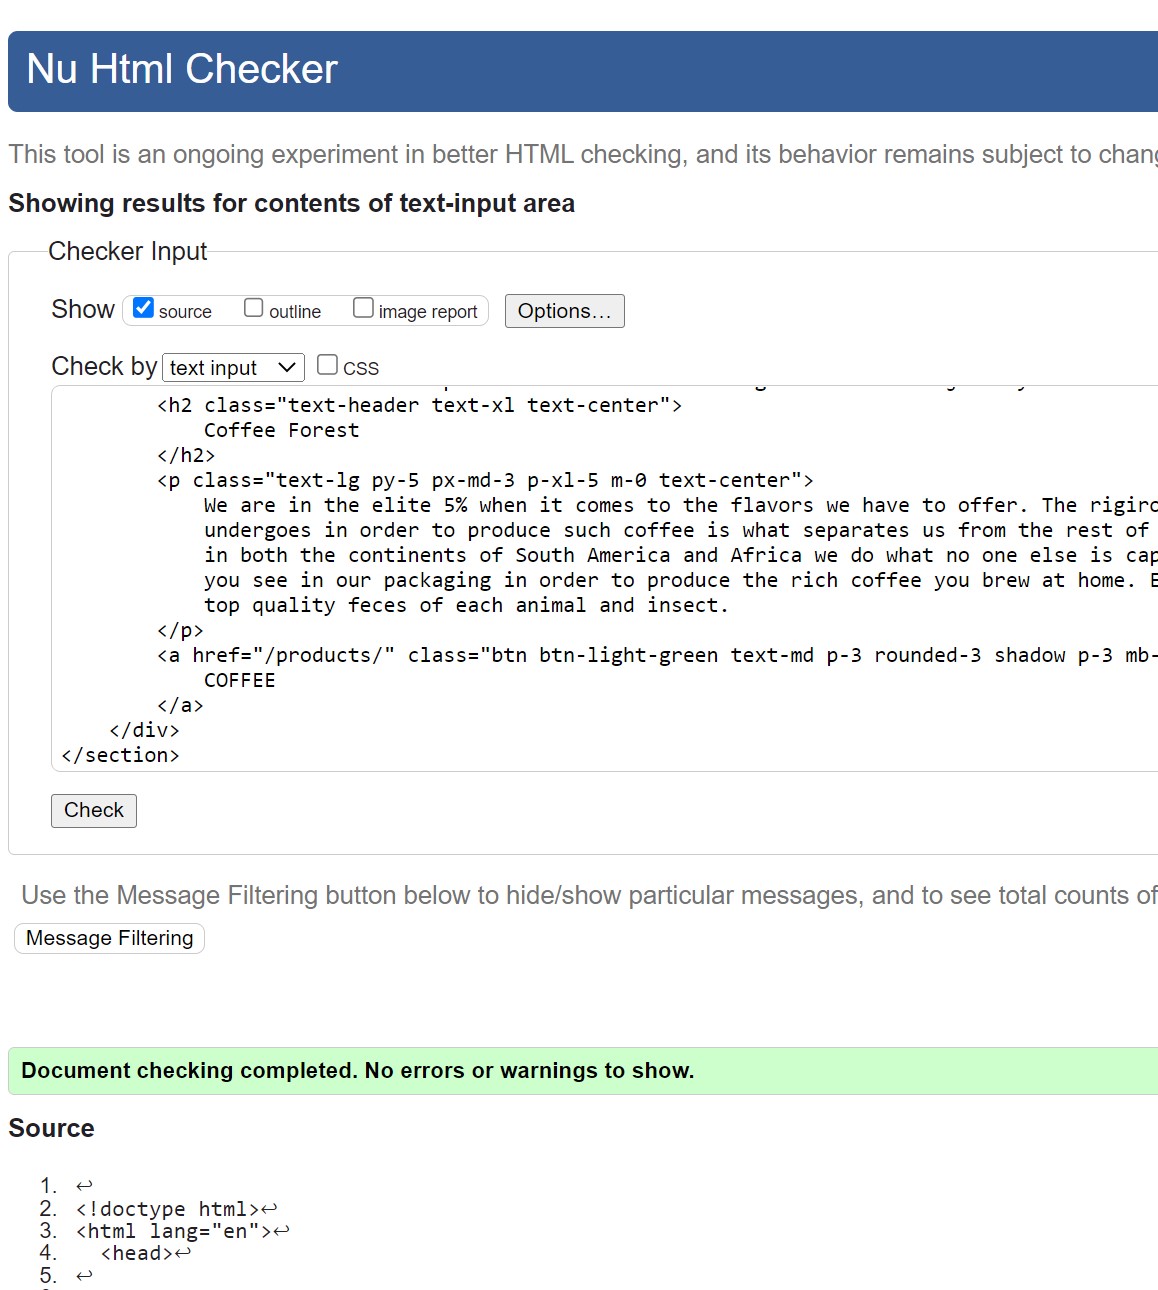 Nu Html Checker
This tool is an ongoing experiment in better HTML checking, and its behavior remains subject to
Showing results for contents of text-input area
Checker Input
Show source outline image report Options...
Check by text input CSS
<h2 class="text-header text-xl text-center">
Coffee Forest
</h2>
<p class="text-lg py-5 px-md-3 p-xl-5 m-0 text-center">
We are in the elite 5% when it comes to the flavors we have to offer. The
undergoes in order to produce such coffee is what separates us from the rest of
in both the continents of South America and Africa we do what no one else is
you see in our packaging in order to produce the rich coffee you brew at home.
top quality feces of each animal and insect.
</p>
<a href="/products/" class="btn btn-light-green text-md p-3 rounded-3 shadow p-3 mb-
COFFEE
</a>
</div>
</section>
Check
Use the Message Filtering button below to hide/show particular messages, and to see total counts of
Message Filtering
Document checking completed. No errors or warnings to show.
Source
1. ↩
2. <!doctype html>↩
3. <html lang="en">↩
4. <head>↩
5. ↩